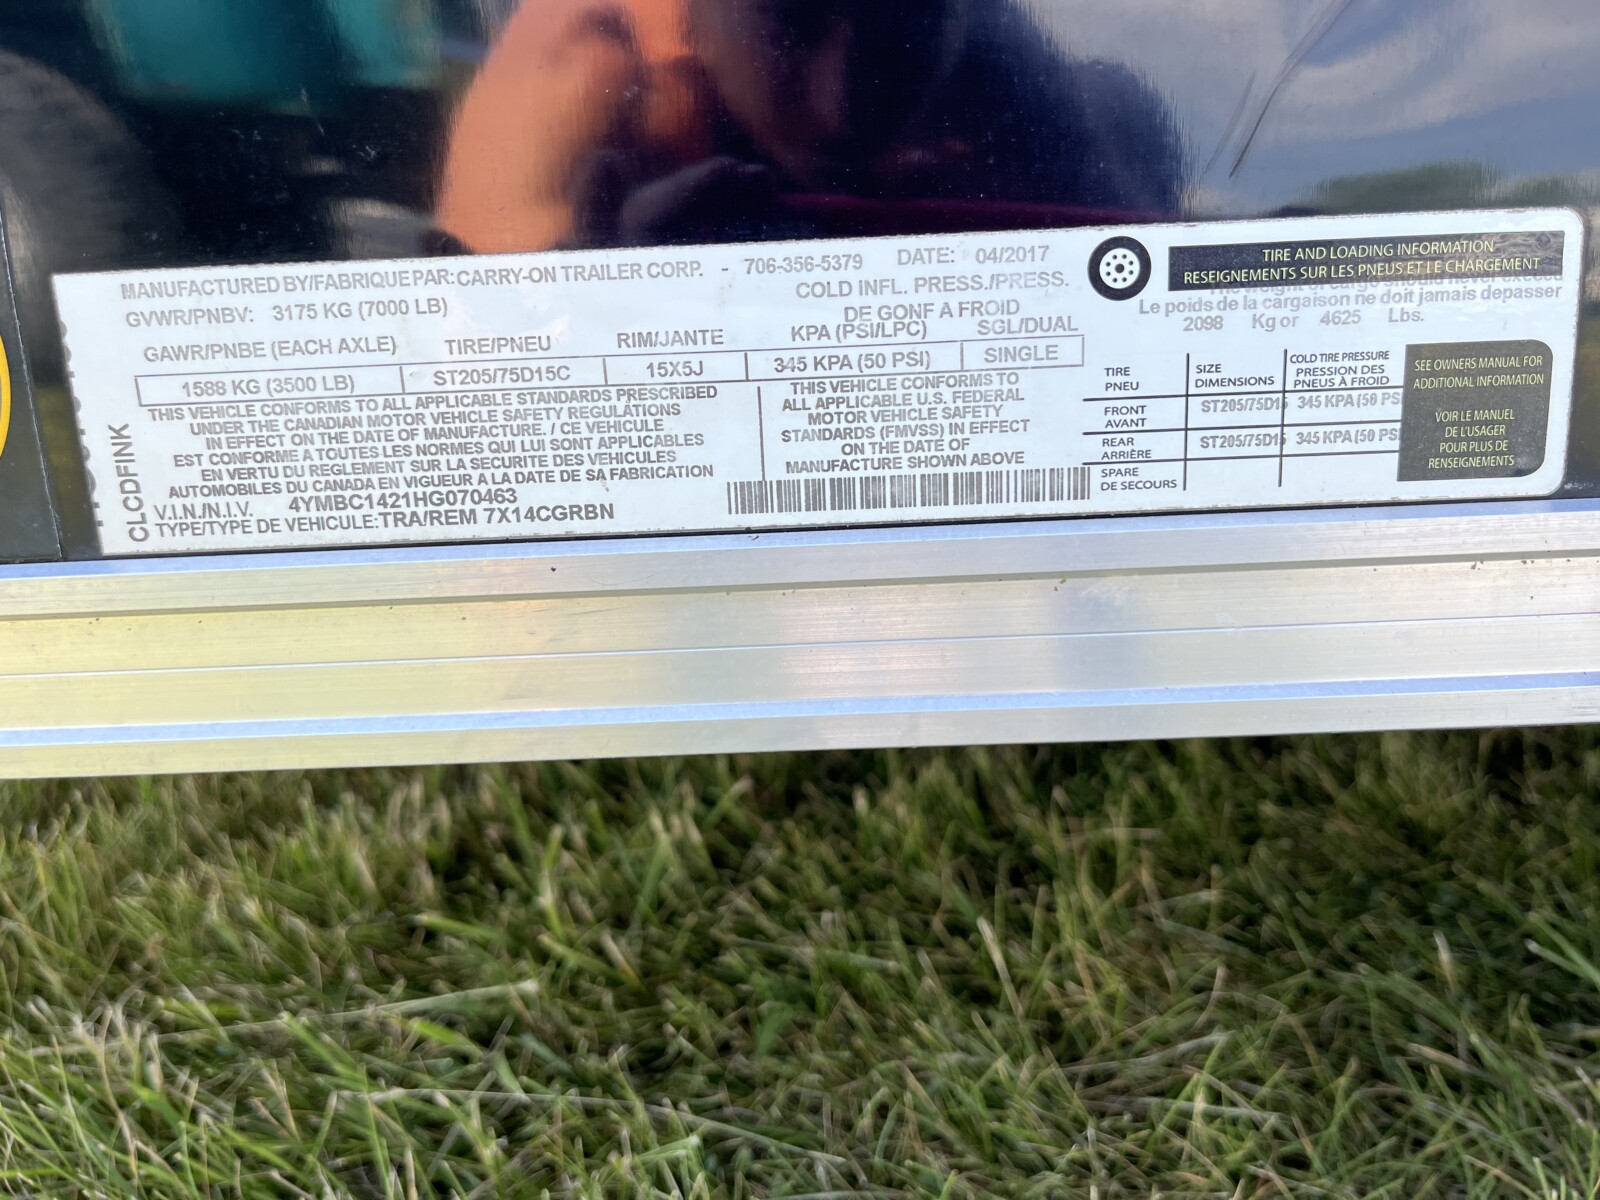 MANUFACTURED BY/FABRIQUE PAR: CARRY-ON TRAILER CORP. - 706-356-5379 DATE: 04/2017
GVWR/PNBV: 3175 KG (7000 LB)
COLD INFL. PRESS./PRESS.
DE GONF A FROID
GAWR/PNBE (EACH AXLE) TIRE/PNEU RIM/JANTE KPA (PSI/LPC) SGL/DUAL
1588 KG (3500 LB) ST205/75D15C 15X5J 345 KPA (50 PSI) SINGLE
THIS VEHICLE CONFORMS TO ALL APPLICABLE STANDARDS PRESCRIBED
UNDER THE CANADIAN MOTOR VEHICLE SAFETY REGULATIONS
IN EFFECT ON THE DATE OF MANUFACTURE. / CE VEHICULE
EST CONFORME A TOUTES LES NORMES QUI LUI SONT APPLICABLES
EN VERTU DU REGLEMENT SUR LA SECURITE DES VEHICULES
AUTOMOBILES DU CANADA EN VIGUEUR A LA DATE DE SA FABRICATION
THIS VEHICLE CONFORMS TO
ALL APPLICABLE U.S. FEDERAL
MOTOR VEHICLE SAFETY
STANDARDS (FMVSS) IN EFFECT
ON THE DATE OF
MANUFACTURE SHOWN ABOVE
V.I.N./N.I.V. 4YMBC1421HG070463
TYPE/TYPE DE VEHICULE: TRA/REM 7X14CGRBN
CLCDFINK
TIRE AND LOADING INFORMATION
RESEIGNEMENTS SUR LES PNEUS ET LE CHARGEMENT
The weight of cargo should never exceed
Le poids de la cargaison ne doit jamais depasser
2098 Kg or 4625 Lbs.
TIRE
PNEU
SIZE
DIMENSIONS
COLD TIRE PRESSURE
PRESSION DES
PNEUS À FROID
FRONT
AVANT
ST205/75D15 345 KPA (50 PSI
REAR
ARRIÈRE
ST205/75D15 345 KPA (50 PSI
SPARE
DE SECOURS
SEE OWNERS MANUAL FOR
ADDITIONAL INFORMATION
VOIR LE MANUEL
DE L'USAGER
POUR PLUS DE
RENSEIGNEMENTS